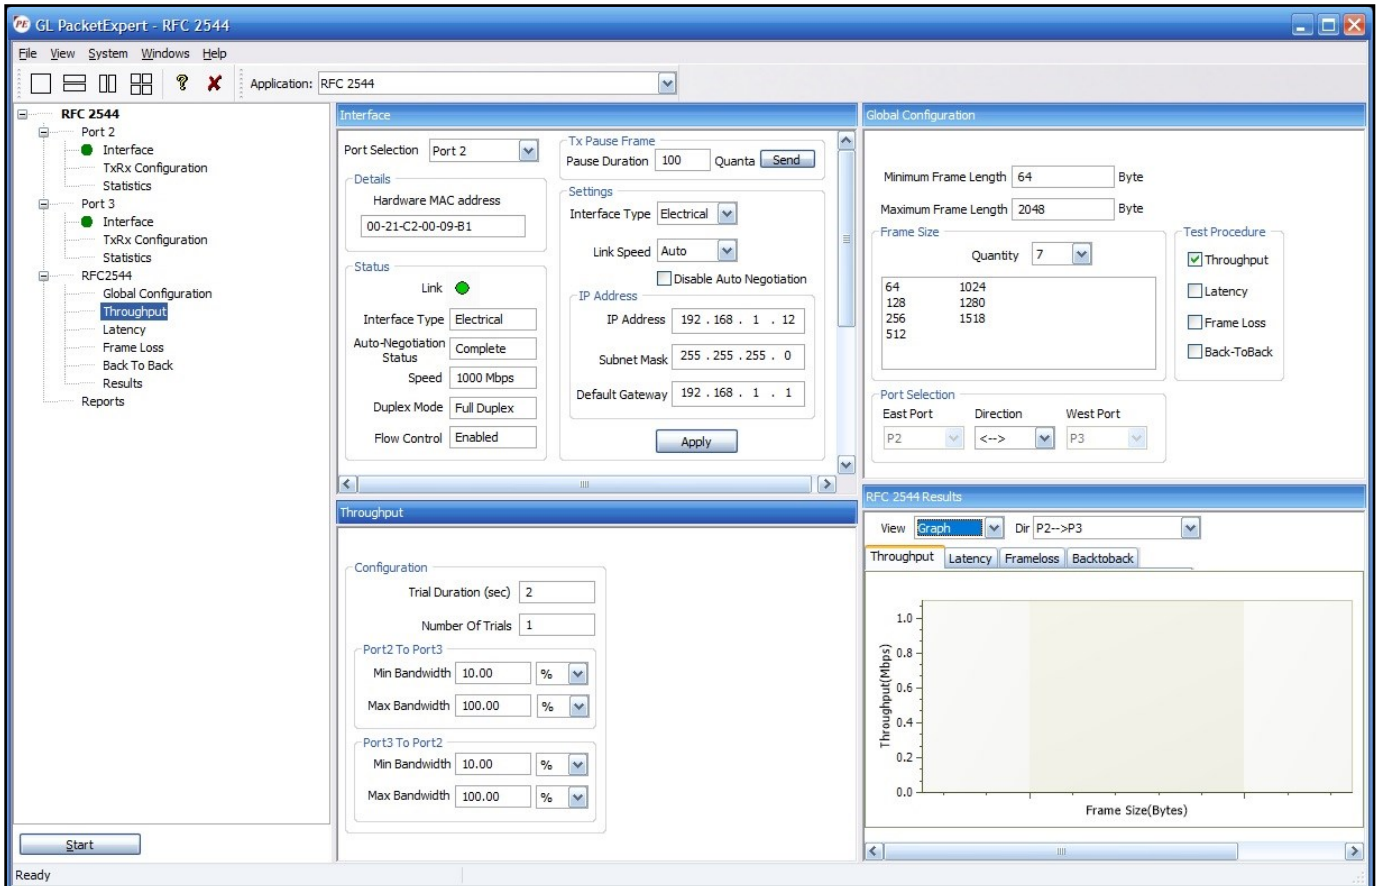 GL PacketExpert - RFC 2544
File View System Windows Help
Application: RFC 2544
RFC 2544
Port 2
Interface
TxRx Configuration
Statistics
Port 3
Interface
TxRx Configuration
Statistics
RFC2544
Global Configuration
Throughput
Latency
Frame Loss
Back To Back
Results
Reports
Start
Ready
Interface
Port Selection Port 2
Details
Hardware MAC address
00-21-C2-00-09-B1
Status
Link
Interface Type Electrical
Auto-Negotiation Status Complete
Speed 1000 Mbps
Duplex Mode Full Duplex
Flow Control Enabled
Tx Pause Frame
Pause Duration 100 Quanta Send
Settings
Interface Type Electrical
Link Speed Auto
Disable Auto Negotiation
IP Address
IP Address 192 . 168 . 1 . 12
Subnet Mask 255 . 255 . 255 . 0
Default Gateway 192 . 168 . 1 . 1
Apply
Throughput
Configuration
Trial Duration (sec) 2
Number Of Trials 1
Port2 To Port3
Min Bandwidth 10.00 %
Max Bandwidth 100.00 %
Port3 To Port2
Min Bandwidth 10.00 %
Max Bandwidth 100.00 %
Global Configuration
Minimum Frame Length 64 Byte
Maximum Frame Length 2048 Byte
Frame Size
Quantity 7
64 1024
128 1280
256 1518
512
Test Procedure
Throughput
Latency
Frame Loss
Back-ToBack
Port Selection
East Port Direction West Port
P2 <--> P3
RFC 2544 Results
View Graph Dir P2-->P3
Throughput Latency Frameloss Backtoback
Throughput(Mbps)
1.0
0.8
0.6
0.4
0.2
0.0
Frame Size(Bytes)